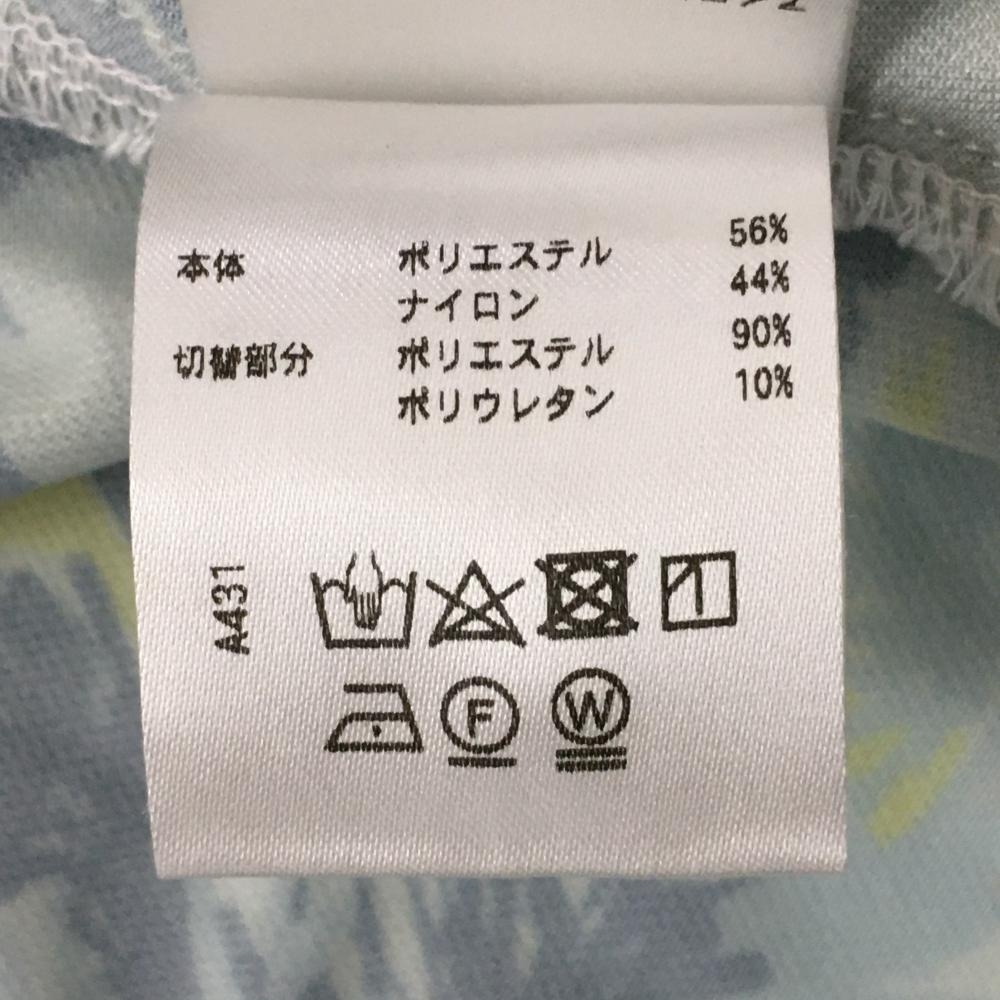 本体 ポリエステル 56%
ナイロン 44%
切替部分 ポリエステル 90%
ポリウレタン 10%
A431
F W